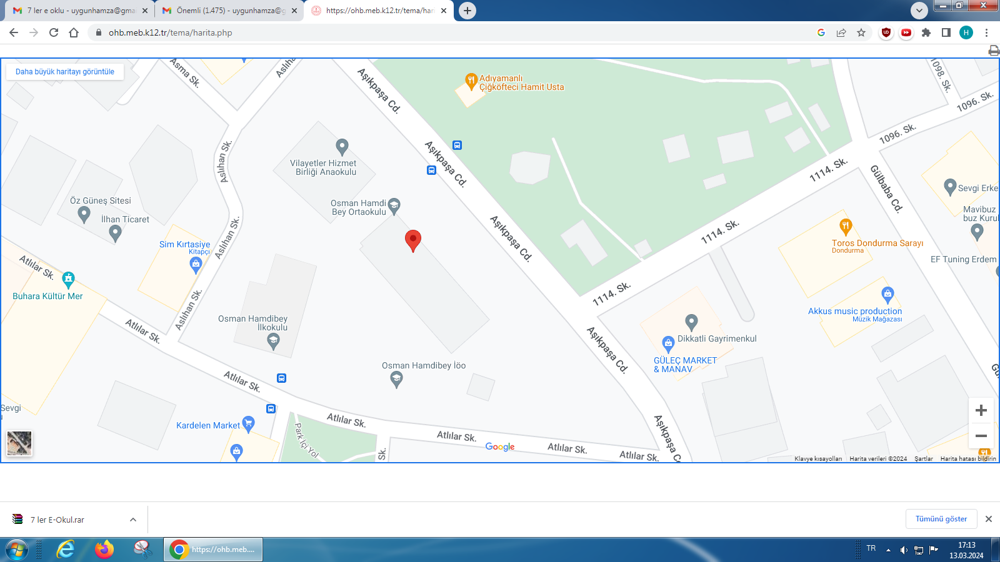 7 ler e oklu - uygunhamza@gmai
Önemli (1.475) - uygunhamza@g
https://ohb.meb.k12.tr/tema/hari
ohb.meb.k12.tr/tema/harita.php
Daha büyük haritayı görüntüle
Asma Sk.
Aşıkpaşa Cd.
Adıyamanlı
Çiğköfteci Hamit Usta
1098. Sk.
1096. Sk.
1096. Sk.
Aslıhan Sk.
Vilayetler Hizmet
Birliği Anaokulu
Aşıkpaşa Cd.
1114. Sk.
Gülbaba Cd.
Sevgi Erke
Öz Güneş Sitesi
Osman Hamdi
Bey Ortaokulu
Mavibuz
buz Kurul
İlhan Ticaret
Aslıhan Sk.
Aşıkpaşa Cd.
1114. Sk.
Sim Kırtasiye
Kitapçı
Toros Dondurma Sarayı
Dondurma
EF Tuning Erdem
Atlılar Sk.
Buhara Kültür Mer
1114. Sk.
Aslıhan Sk.
Akkus music production
Müzik Mağazası
Osman Hamdibey
İlkokulu
Atlılar Sk.
Dikkatli Gayrimenkul
Aşıkpaşa Cd.
GÜLEÇ MARKET
& MANAV
Osman Hamdibey İöo
Atlılar Sk.
Sevgi
Kardelen Market
Atlılar Sk.
Park İçi Yol
Atlılar Sk.
Aşıkpaşa Cd
Sk.
Google
Atlılar Sk.
Atlılar Sk.
Klavye kısayolları
Harita verileri ©2024
Şartlar
Harita hatası bildirin
7 ler E-Okul.rar
Tümünü göster
https://ohb.meb....
TR
17:13
13.03.2024
H